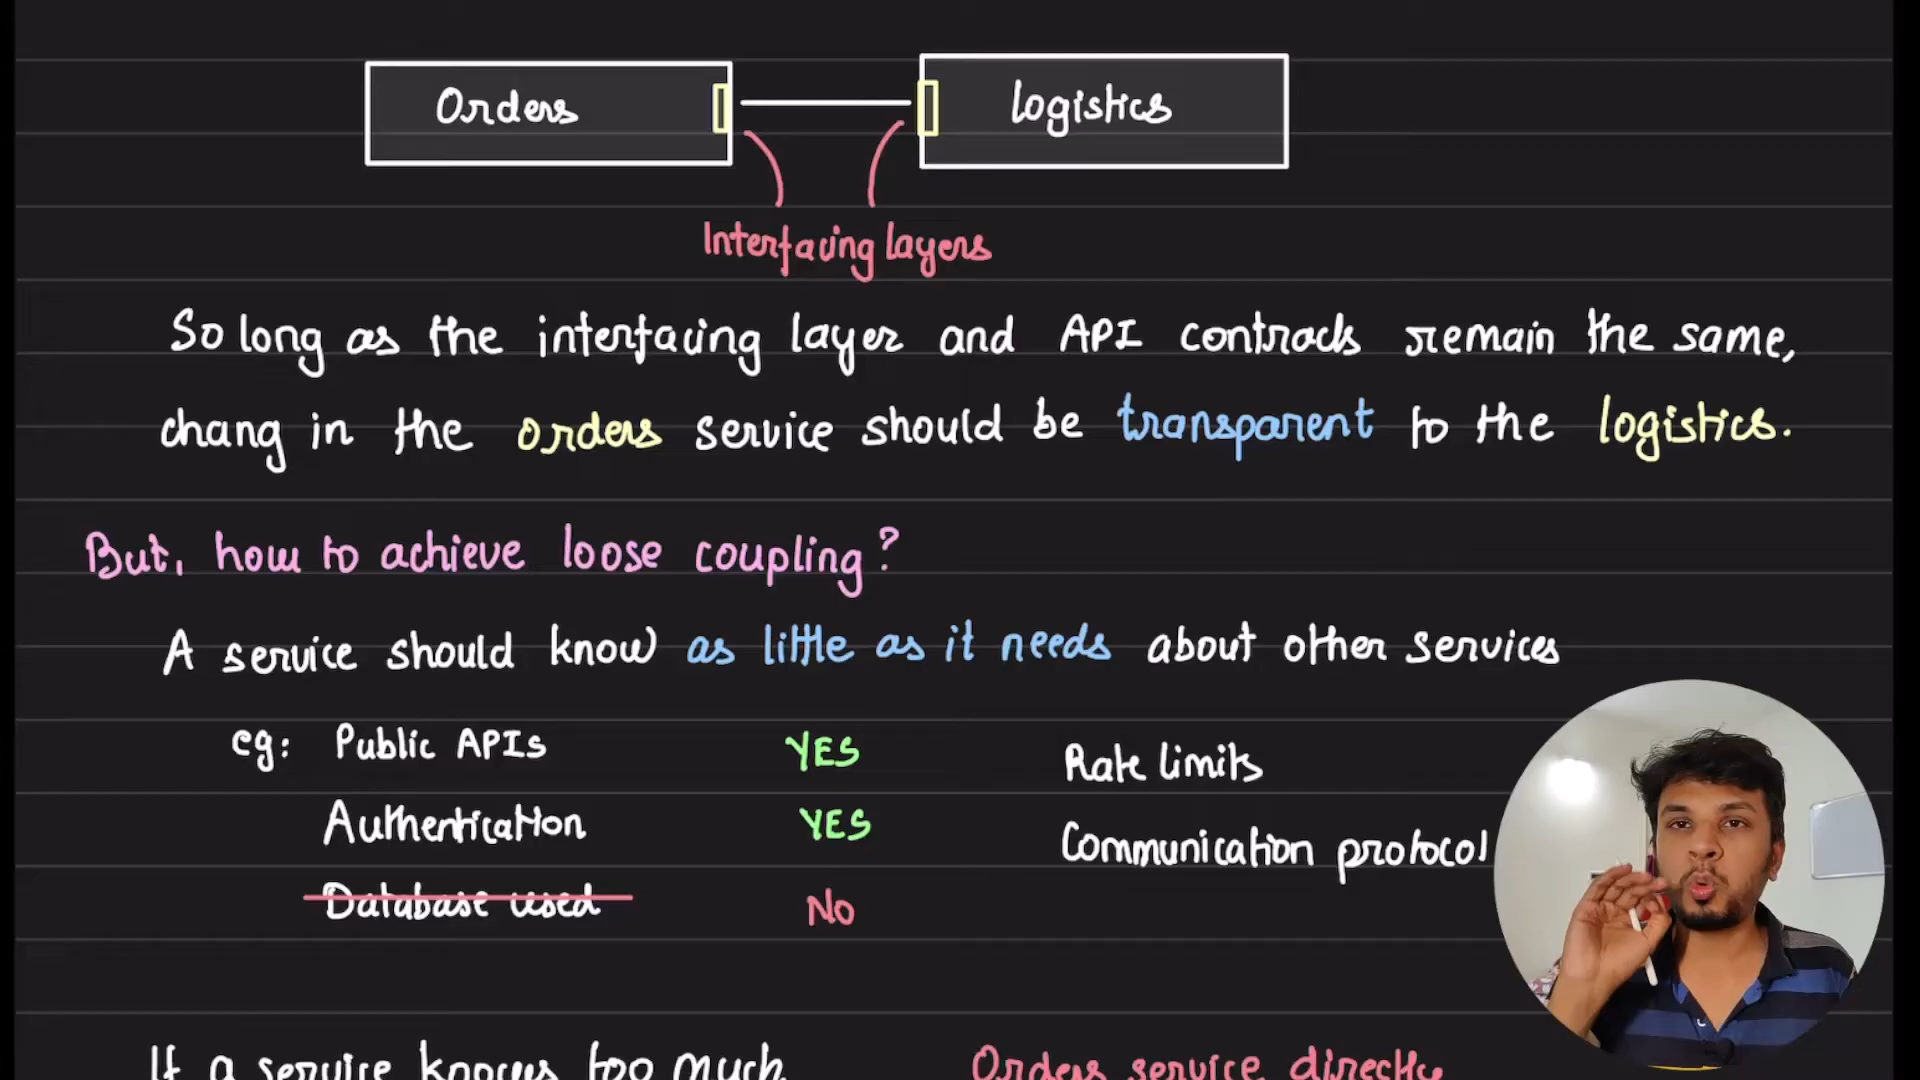 Orders
logistics
Interfacing layers
So long as the interfacing layer and API contracts remain the same,
chang in the orders service should be transparent to the logistics.
But, how to achieve loose coupling?
A service should know as little as it needs about other services
eg: Public APIs YES Rate limits
Authentication YES Communication protocol
Database used NO
If a service knows too much Orders service directly